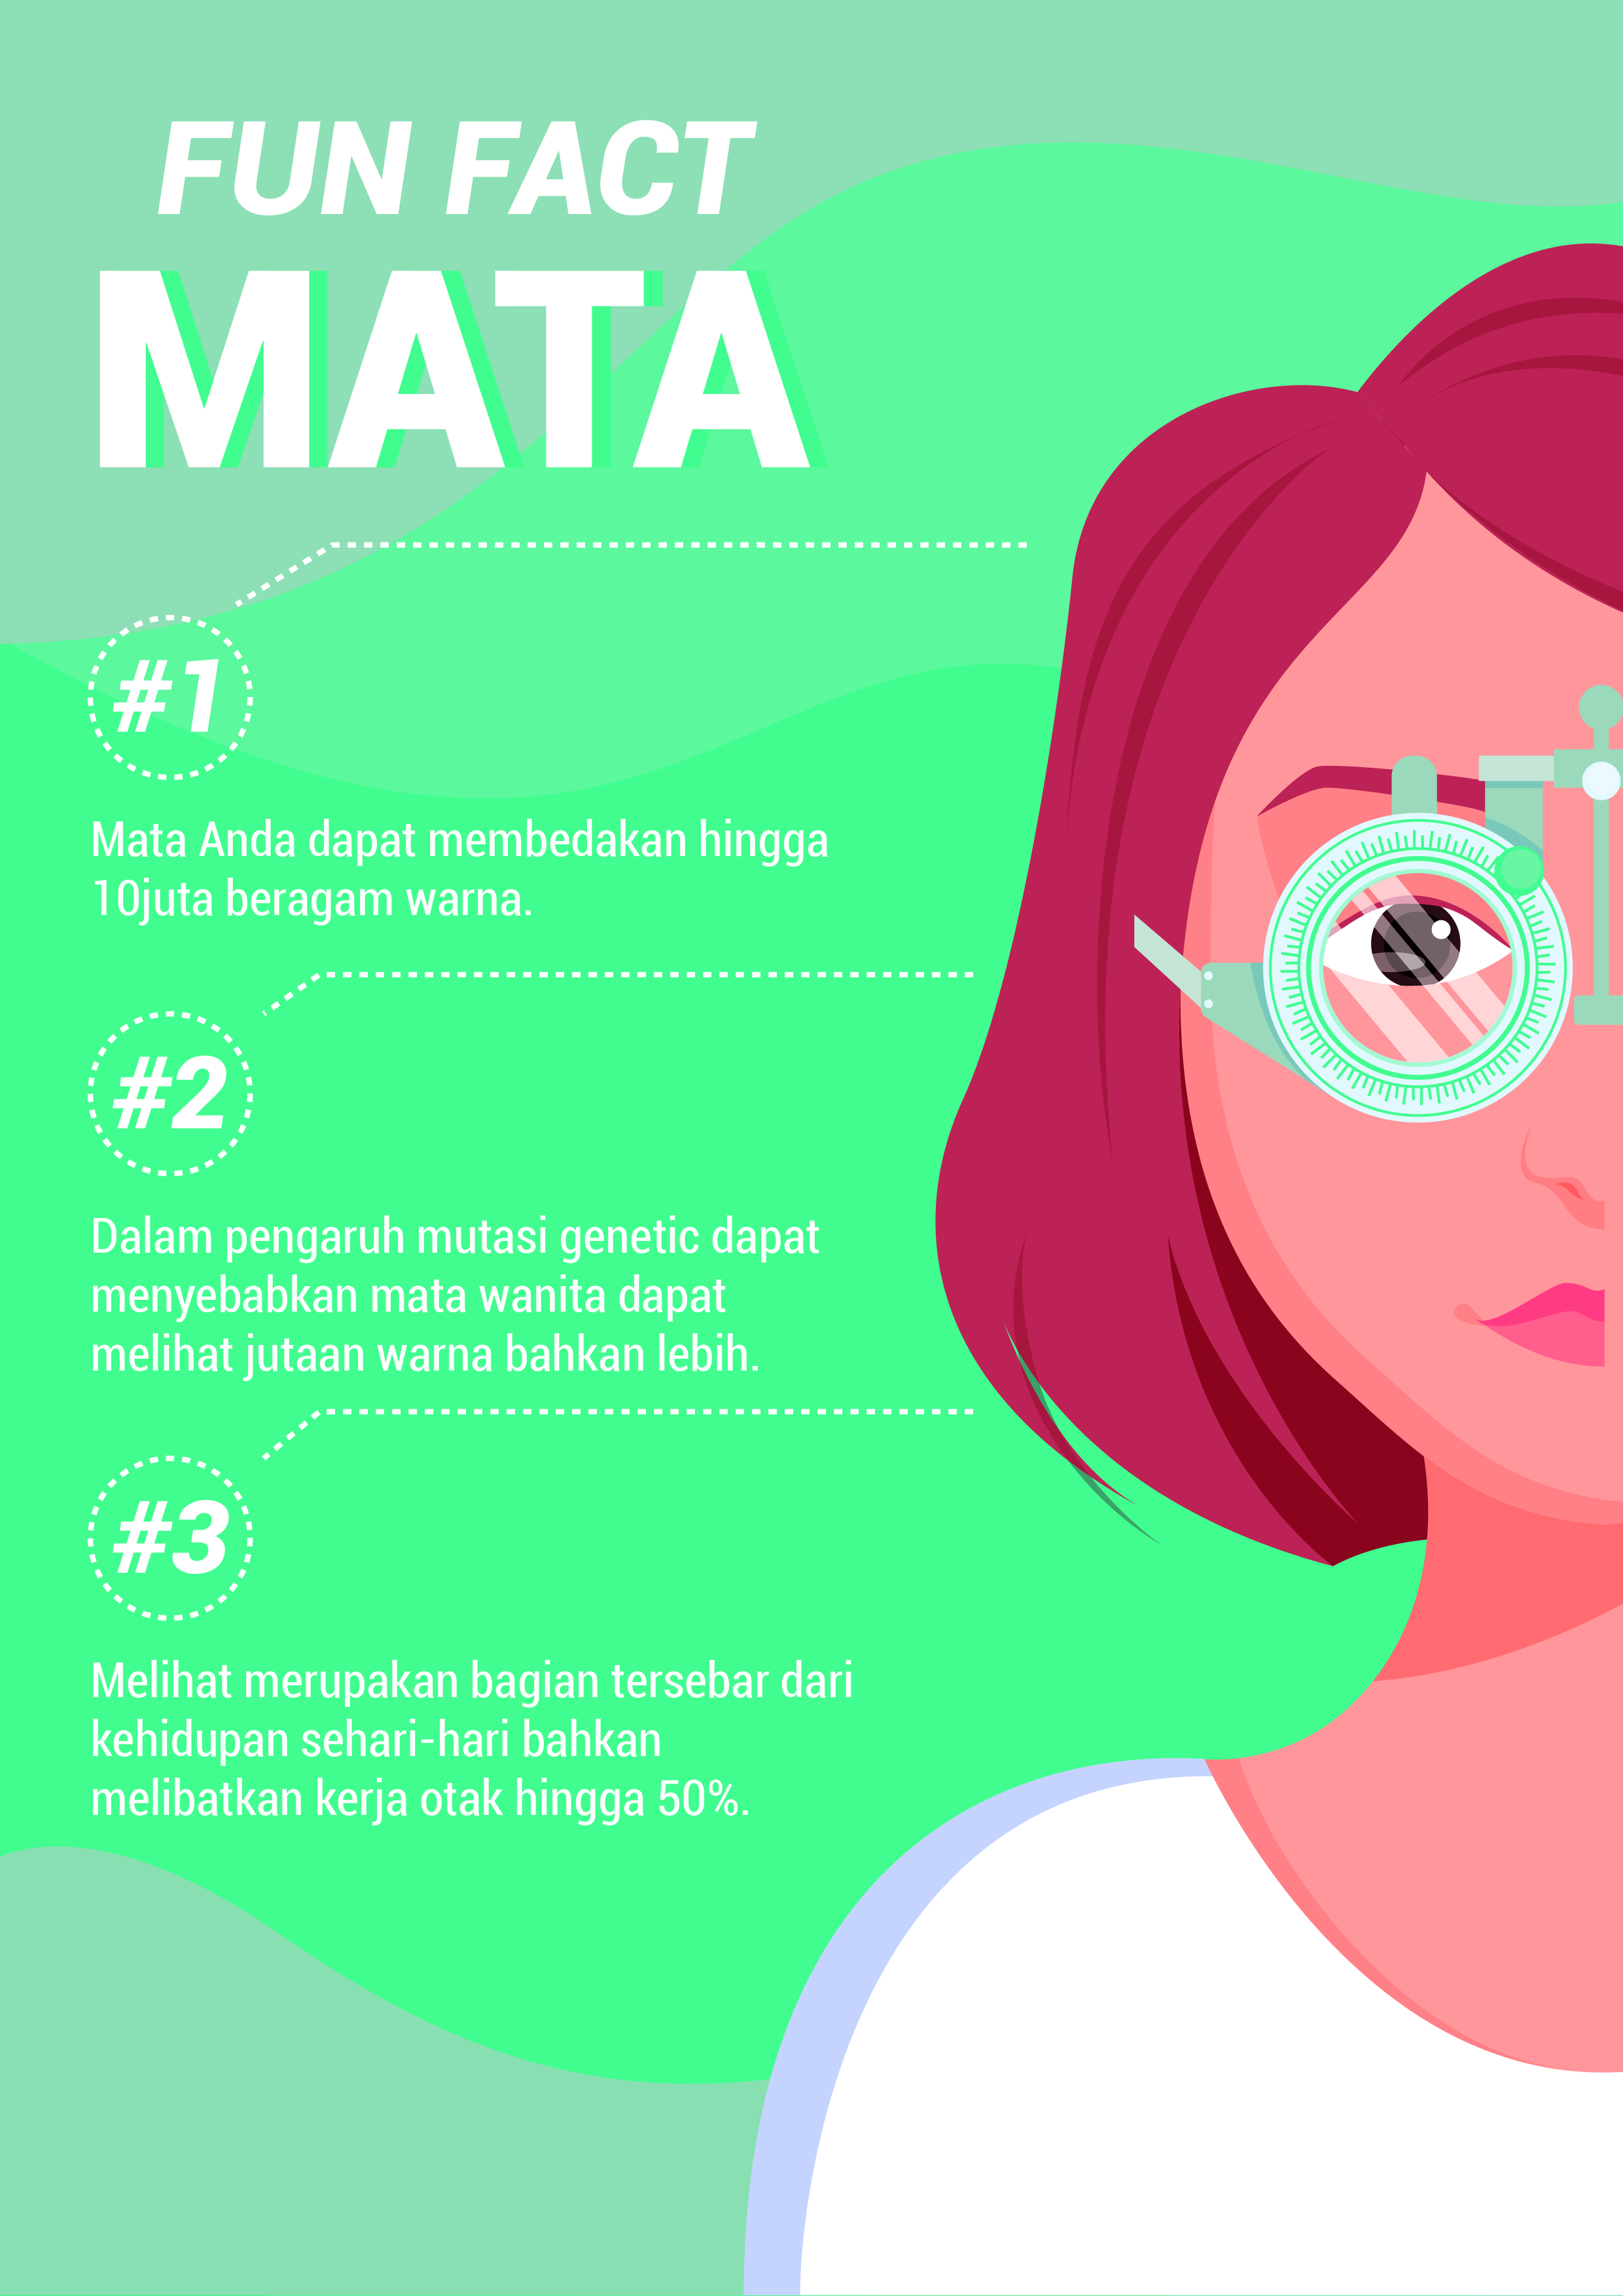 FUN FACT
MATA
#1
Mata Anda dapat membedakan hingga
10juta beragam warna.
#2
Dalam pengaruh mutasi genetic dapat
menyebabkan mata wanita dapat
melihat jutaan warna bahkan lebih.
#3
Melihat merupakan bagian tersebar dari
kehidupan sehari-hari bahkan
melibatkan kerja otak hingga 50%.